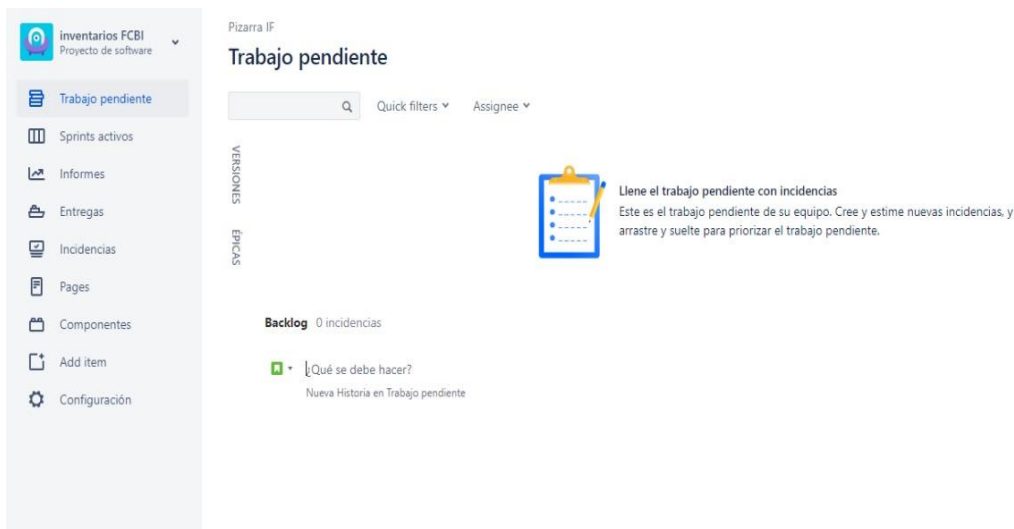 inventarios FCBI
Proyecto de software
Trabajo pendiente
Sprints activos
Informes
Entregas
Incidencias
Pages
Componentes
Add item
Configuración
Pizarra IF
Trabajo pendiente
Quick filters
Assignee
VERSIONES
ÉPICAS
Llene el trabajo pendiente con incidencias
Este es el trabajo pendiente de su equipo. Cree y estime nuevas incidencias, y
arrastre y suelte para priorizar el trabajo pendiente.
Backlog 0 incidencias
¿Qué se debe hacer?
Nueva Historia en Trabajo pendiente